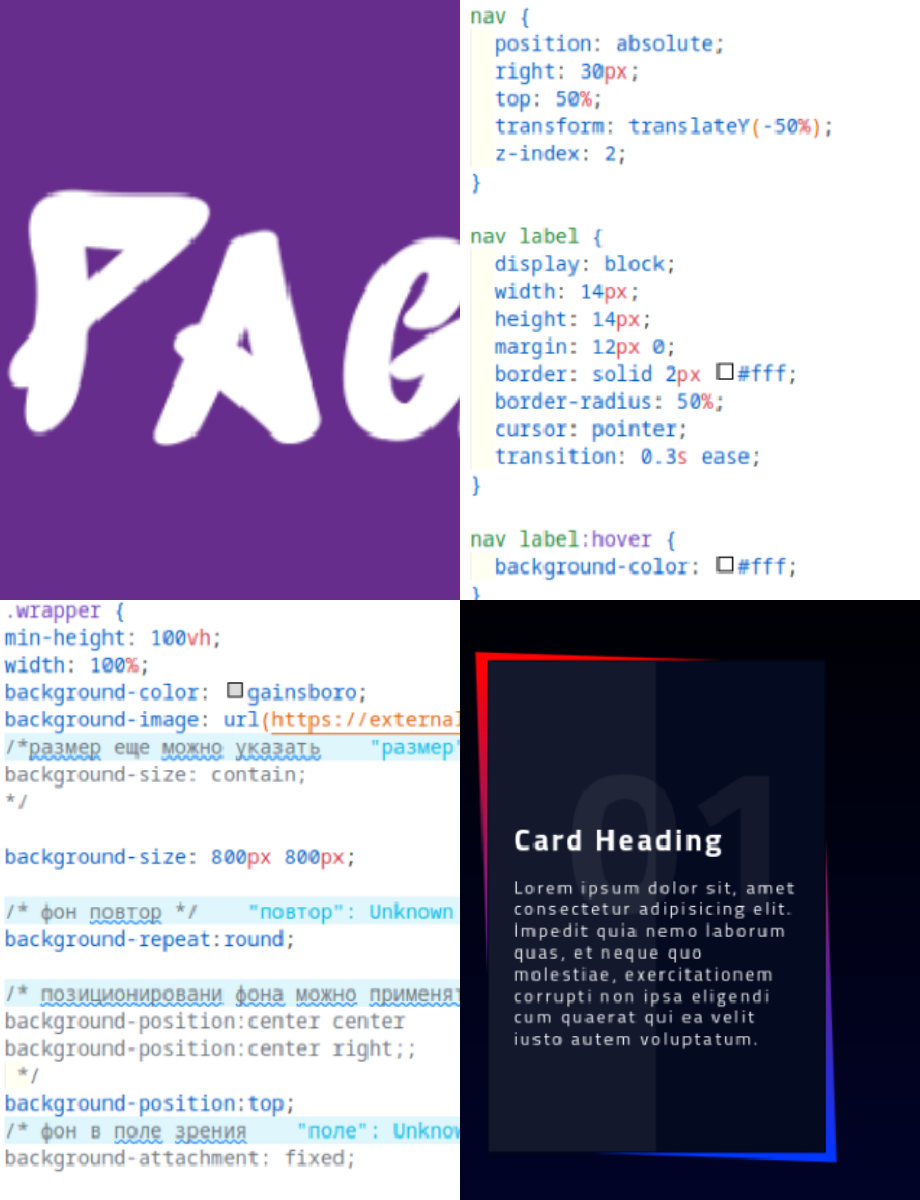 PAG
nav {
position: absolute;
right: 30px;
top: 50%;
transform: translateY(-50%);
z-index: 2;
}
nav label {
display: block;
width: 14px;
height: 14px;
margin: 12px 0;
border: solid 2px #fff;
border-radius: 50%;
cursor: pointer;
transition: 0.3s ease;
}
nav label:hover {
background-color: #fff;
}
.wrapper {
min-height: 100vh;
width: 100%;
background-color: gainsboro;
background-image: url(https://external
/*размер еще можно указать "размер"
background-size: contain;
*/
background-size: 800px 800px;
/* фон повтор */ "повтор": Unknown
background-repeat:round;
/* позиционировани фона можно применят
background-position:center center
background-position:center right;;
*/
background-position:top;
/* фон в поле зрения "поле": Unknow
background-attachment: fixed;
01
Card Heading
Lorem ipsum dolor sit, amet
consectetur adipisicing elit.
Impedit quia nemo laborum
quas, et neque quo
molestiae, exercitationem
corrupti non ipsa eligendi
cum quaerat qui ea velit
iusto autem voluptatum.